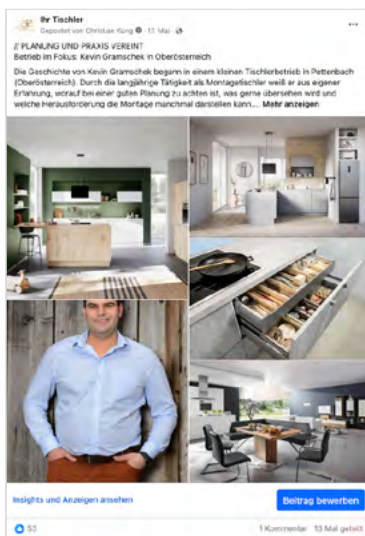 Ihr Tischler
Gepostet von Christian Küng · 17. Mai ·
// PLANUNG UND PRAXIS VEREINT
Betrieb im Fokus: Kevin Gramschek in Oberösterreich
Die Geschichte von Kevin Gramschek begann in einem kleinen Tischlerbetrieb in Pettenbach
(Oberösterreich). Durch die langjährige Tätigkeit als Montagetischler weiß er aus eigener
Erfahrung, worauf bei einer guten Planung zu achten ist, was gerne übersehen wird und
welche Herausforderung die Montage manchmal darstellen kann.... Mehr anzeigen
Insights und Anzeigen ansehen
Beitrag bewerben
1 Kommentar 13 Mal geteilt